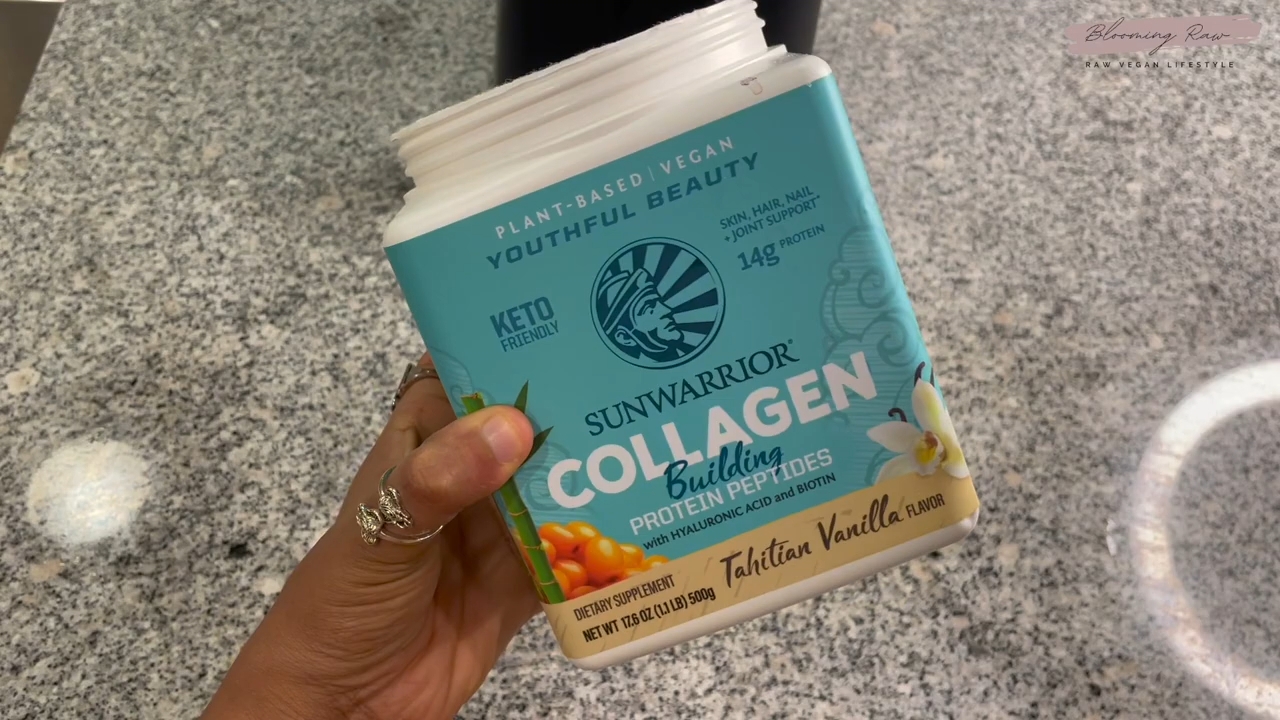 Blooming Raw
RAW VEGAN LIFESTYLE
PLANT-BASED | VEGAN
YOUTHFUL BEAUTY
SKIN, HAIR, NAIL
+ JOINT SUPPORT*
14g PROTEIN
KETO
FRIENDLY
SUNWARRIOR®
COLLAGEN
Building
PROTEIN PEPTIDES
with HYALURONIC ACID and BIOTIN
Tahitian Vanilla FLAVOR
DIETARY SUPPLEMENT
NET WT 17.6 OZ (1.1 LB) 500g